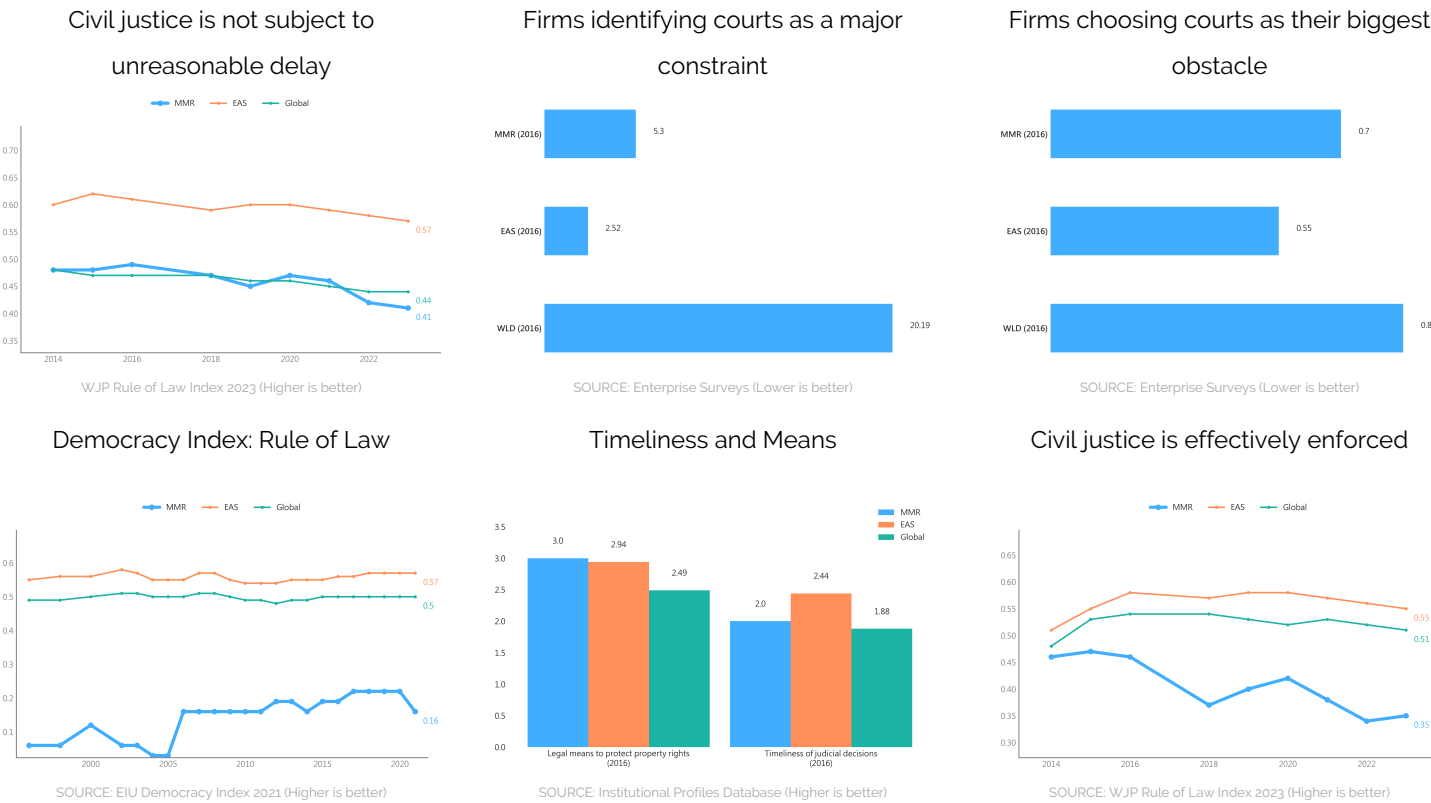 Civil justice is not subject to
unreasonable delay
MMR EAS Global
0.70
0.65
0.60
0.55
0.50
0.45
0.40
0.35
0.57
0.44
0.41
2014 2016 2018 2020 2022
WJP Rule of Law Index 2023 (Higher is better)
Firms identifying courts as a major
constraint
MMR (2016) 5.3
EAS (2016) 2.52
WLD (2016) 20.19
SOURCE: Enterprise Surveys (Lower is better)
Firms choosing courts as their biggest
obstacle
MMR (2016) 0.7
EAS (2016) 0.55
WLD (2016) 0.8
SOURCE: Enterprise Surveys (Lower is better)
Democracy Index: Rule of Law
MMR EAS Global
0.6
0.5
0.4
0.3
0.2
0.1
0.57
0.5
0.16
2000 2005 2010 2015 2020
SOURCE: EIU Democracy Index 2021 (Higher is better)
Timeliness and Means
MMR
EAS
Global
3.5
3.0
2.5
2.0
1.5
1.0
0.5
0.0
3.0 2.94 2.49
2.0 2.44 1.88
Legal means to protect property rights
(2016)
Timeliness of judicial decisions
(2016)
SOURCE: Institutional Profiles Database (Higher is better)
Civil justice is effectively enforced
MMR EAS Global
0.65
0.60
0.55
0.50
0.45
0.40
0.35
0.30
0.55
0.51
0.35
2014 2016 2018 2020 2022
SOURCE: WJP Rule of Law Index 2023 (Higher is better)